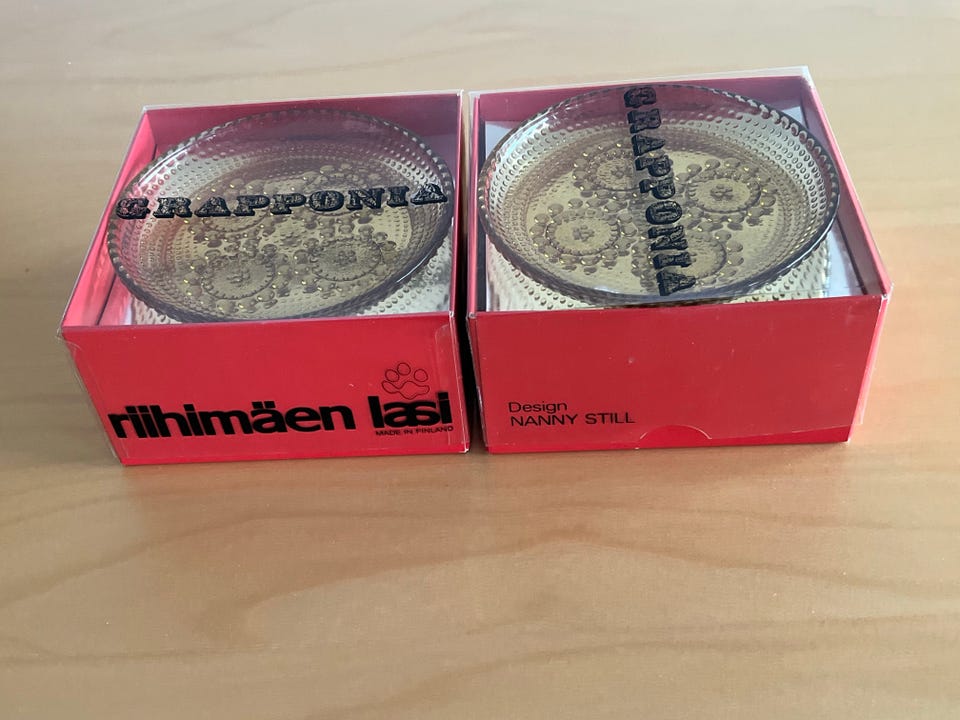 GRAPPONIA
riihimäen lasi
MADE IN FINLAND
GRAPPONIA
Design
NANNY STILL